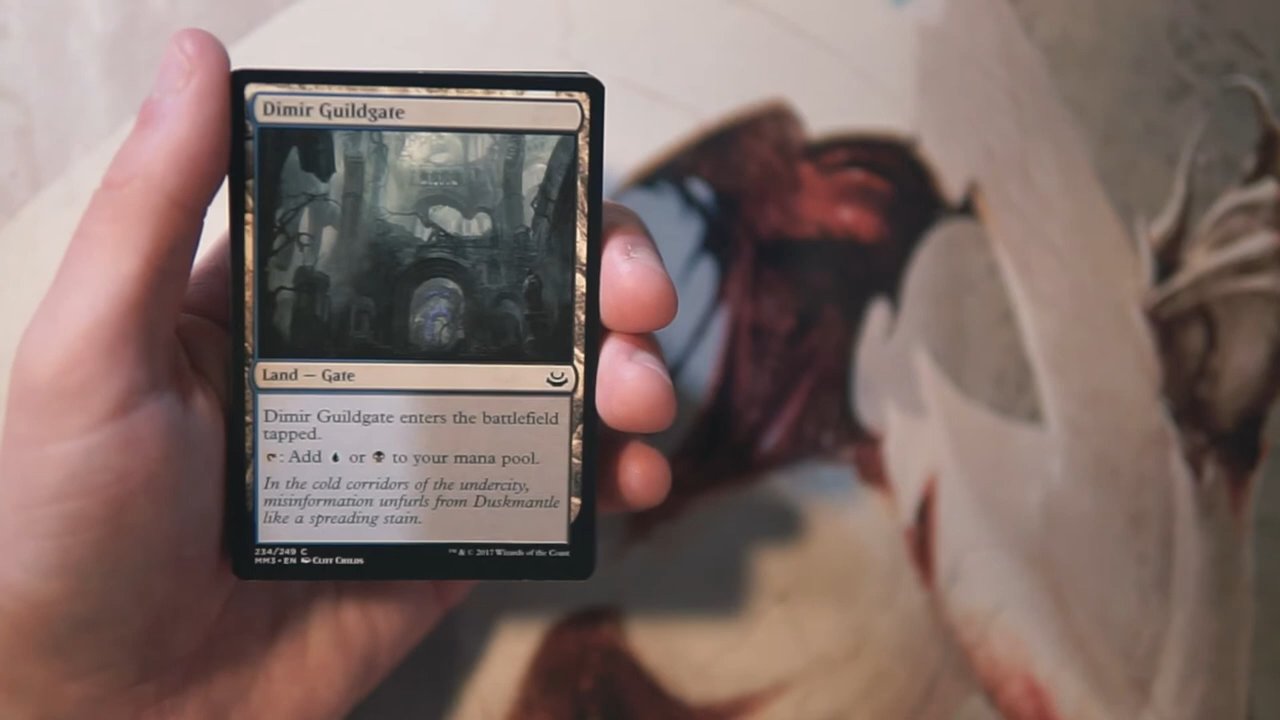 Dimir Guildgate
Land — Gate
Dimir Guildgate enters the battlefield
tapped.
: Add or to your mana pool.
In the cold corridors of the undercity,
misinformation unfurls from Duskmantle
like a spreading stain.
234/249 C
MM3 • EN Cliff Childs
™ & © 2017 Wizards of the Coast